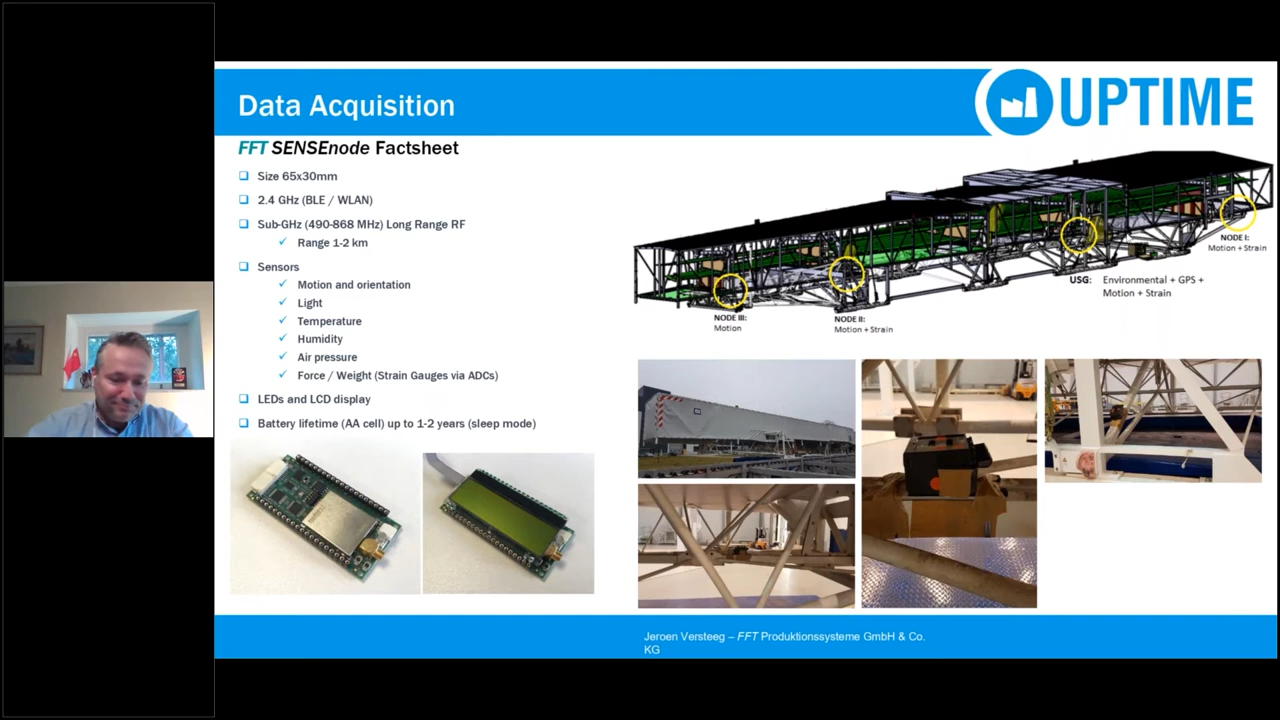 Data Acquisition
UPTIME
FFT SENSEnode Factsheet
Size 65x30mm
2.4 GHz (BLE / WLAN)
Sub-GHz (490-868 MHz) Long Range RF
Range 1-2 km
Sensors
Motion and orientation
Light
Temperature
Humidity
Air pressure
Force / Weight (Strain Gauges via ADCs)
LEDs and LCD display
Battery lifetime (AA cell) up to 1-2 years (sleep mode)
NODE I:
Motion + Strain
USG: Environmental + GPS +
Motion + Strain
NODE II:
Motion + Strain
NODE III:
Motion
Jeroen Versteeg – FFT Produktionssysteme GmbH & Co.
KG